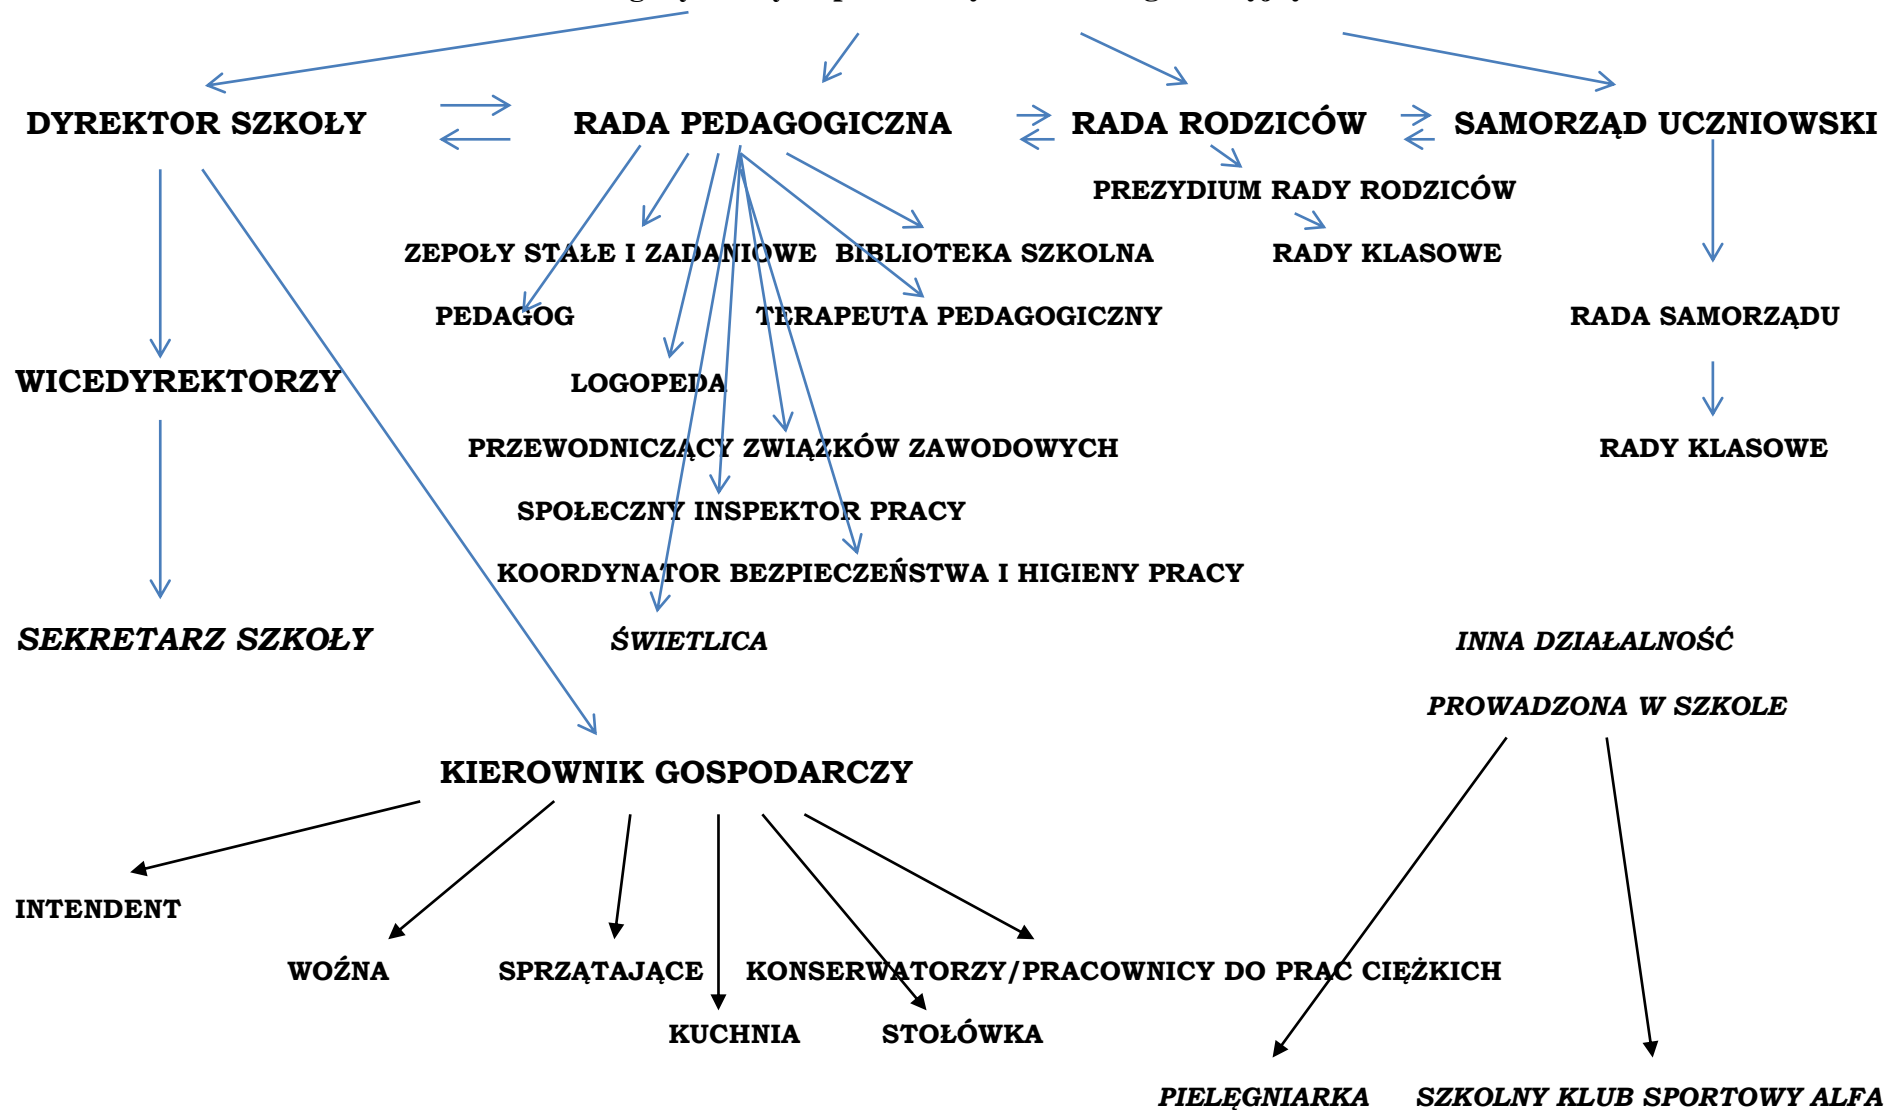 DYREKTOR SZKOŁY RADA PEDAGOGICZNA RADA RODZICÓW SAMORZĄD UCZNIOWSKI
PREZYDIUM RADY RODZICÓW
ZEPOŁY STAŁE I ZADANIOWE BIBLIOTEKA SZKOLNA RADY KLASOWE
PEDAGOG TERAPEUTA PEDAGOGICZNY RADA SAMORZĄDU
WICEDYREKTORZY LOGOPEDA
PRZEWODNICZĄCY ZWIĄZKÓW ZAWODOWYCH RADY KLASOWE
SPOŁECZNY INSPEKTOR PRACY
KOORDYNATOR BEZPIECZEŃSTWA I HIGIENY PRACY
SEKRETARZ SZKOŁY ŚWIETLICA INNA DZIAŁALNOŚĆ
PROWADZONA W SZKOLE
KIEROWNIK GOSPODARCZY
INTENDENT
WOŹNA SPRZĄTAJĄCE KONSERWATORZY/PRACOWNICY DO PRAC CIĘŻKICH
KUCHNIA STOŁÓWKA
PIELĘGNIARKA SZKOLNY KLUB SPORTOWY ALFA